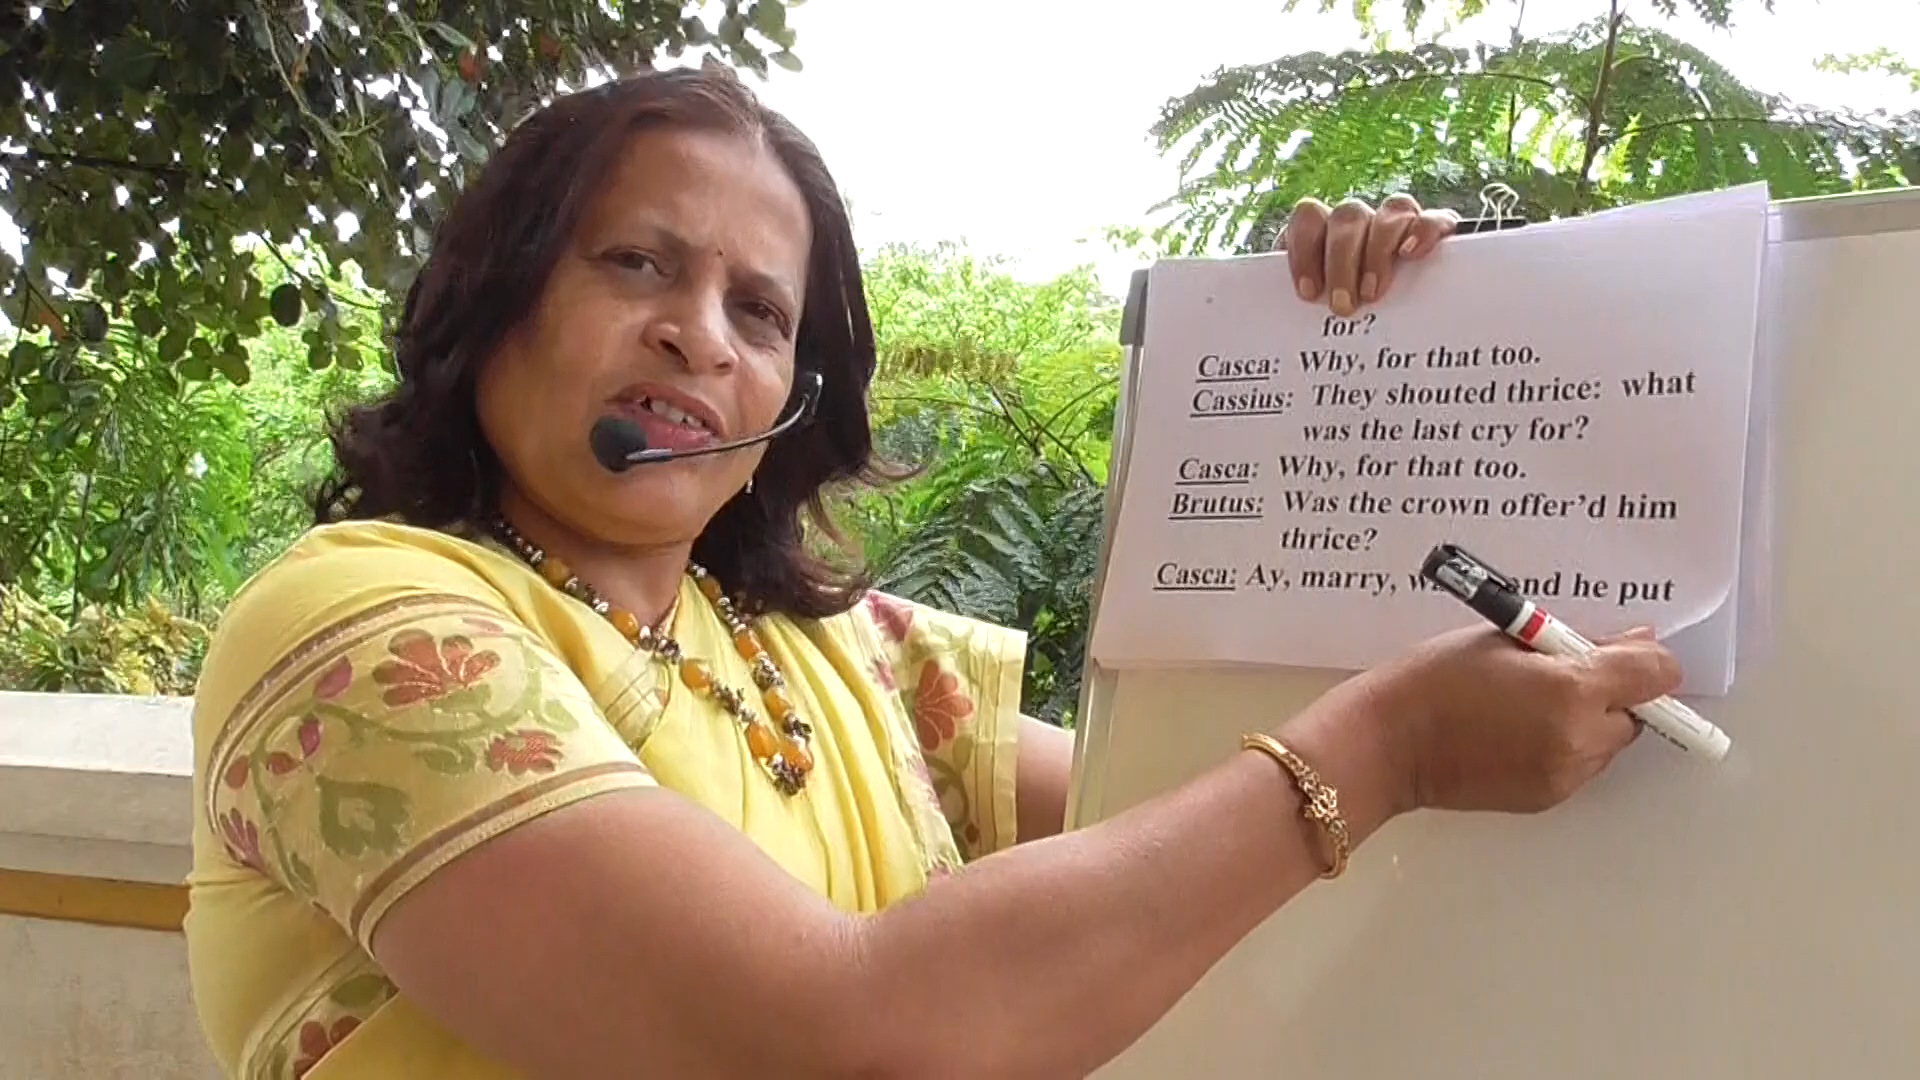 for?
Casca: Why, for that too.
Cassius: They shouted thrice: what
was the last cry for?
Casca: Why, for that too.
Brutus: Was the crown offer'd him
thrice?
Casca: Ay, marry, he put